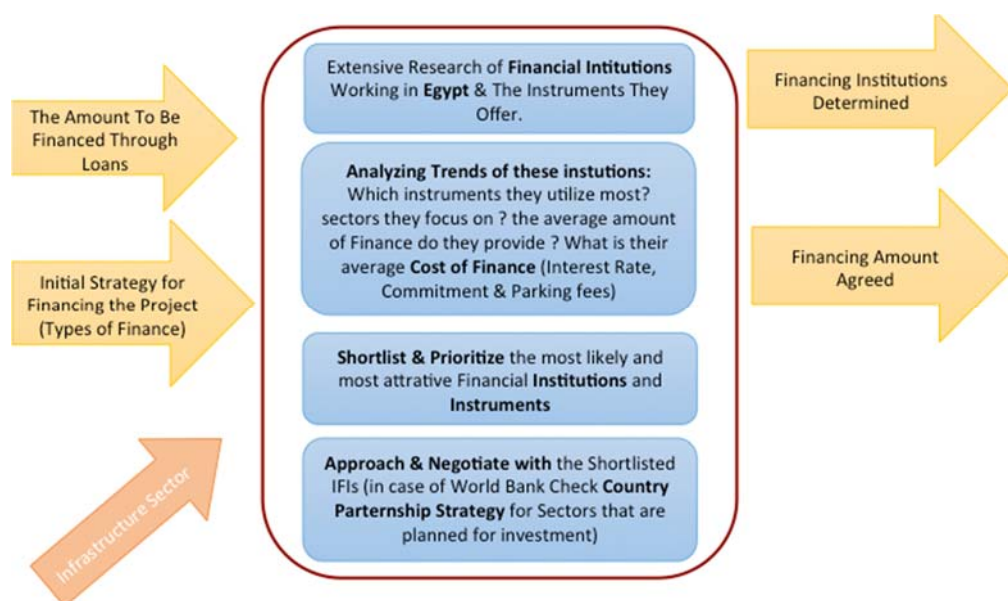 The Amount To Be
Financed Through
Loans
Initial Strategy for
Financing the Project
(Types of Finance)
Infrastructure Sector
Extensive Research of Financial Intitutions
Working in Egypt & The Instruments They
Offer.
Analyzing Trends of these instutions:
Which instruments they utilize most?
sectors they focus on ? the average amount
of Finance do they provide ? What is their
average Cost of Finance (Interest Rate,
Commitment & Parking fees)
Shortlist & Prioritize the most likely and
most attrative Financial Institutions and
Instruments
Approach & Negotiate with the Shortlisted
IFIs (in case of World Bank Check Country
Parternship Strategy for Sectors that are
planned for investment)
Financing Institutions
Determined
Financing Amount
Agreed